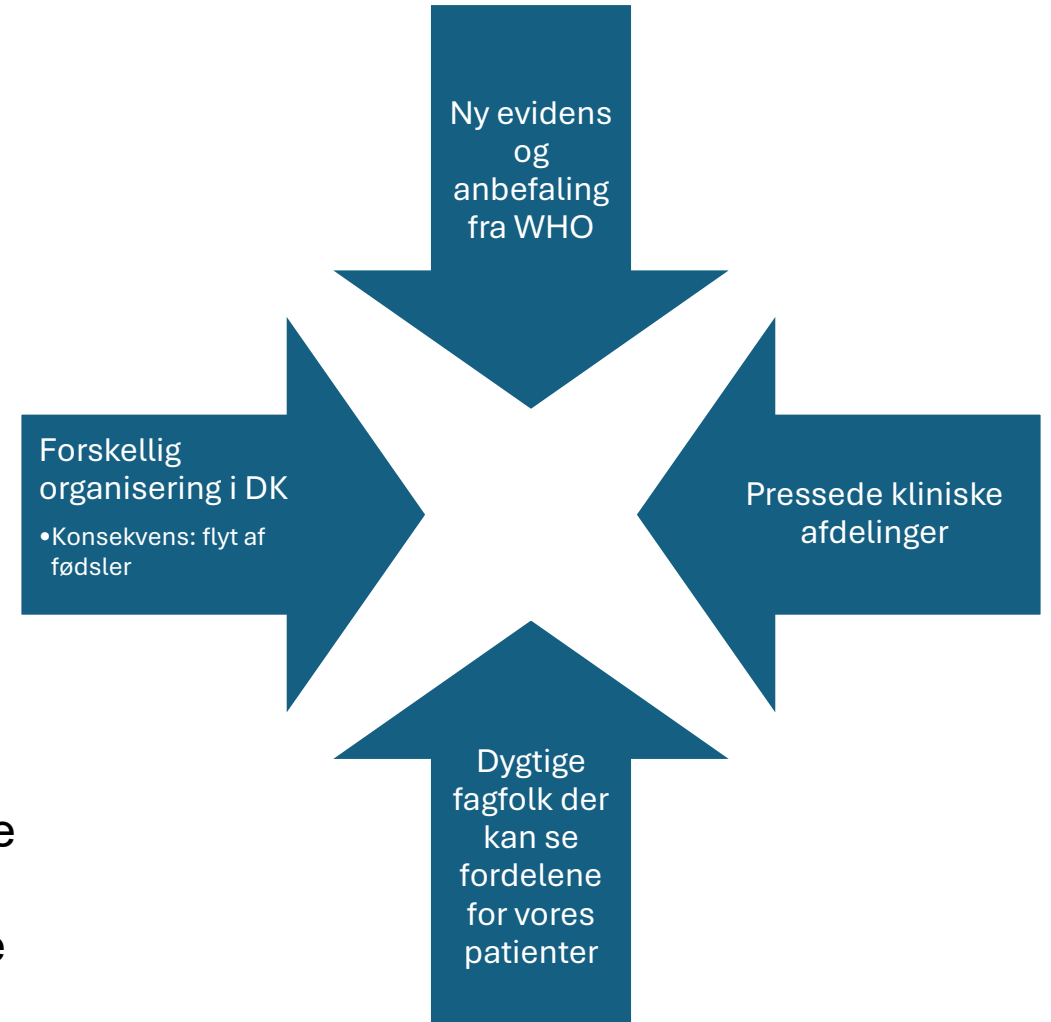 Ny evidens
og
anbefaling
fra WHO
Forskellig
organisering i DK
•Konsekvens: flyt af
fødsler
Pressede kliniske
afdelinger
Dygtige
fagfolk der
kan se
fordelene
for vores
patienter
e
e